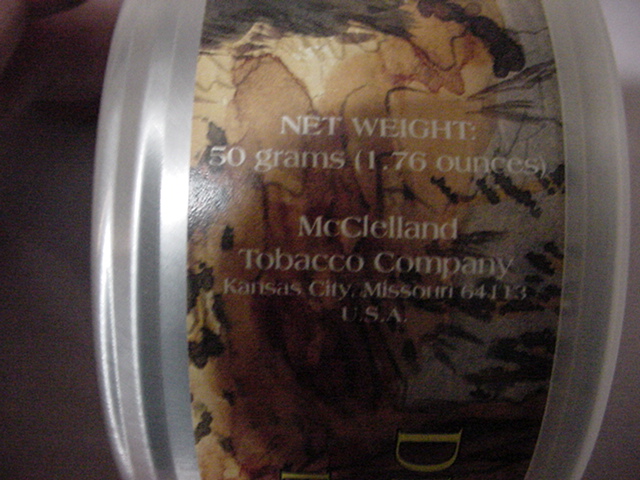 NET WEIGHT:
50 grams (1.76 ounces)
McClelland
Tobacco Company
Kansas City, Missouri 64113
U.S.A.
D